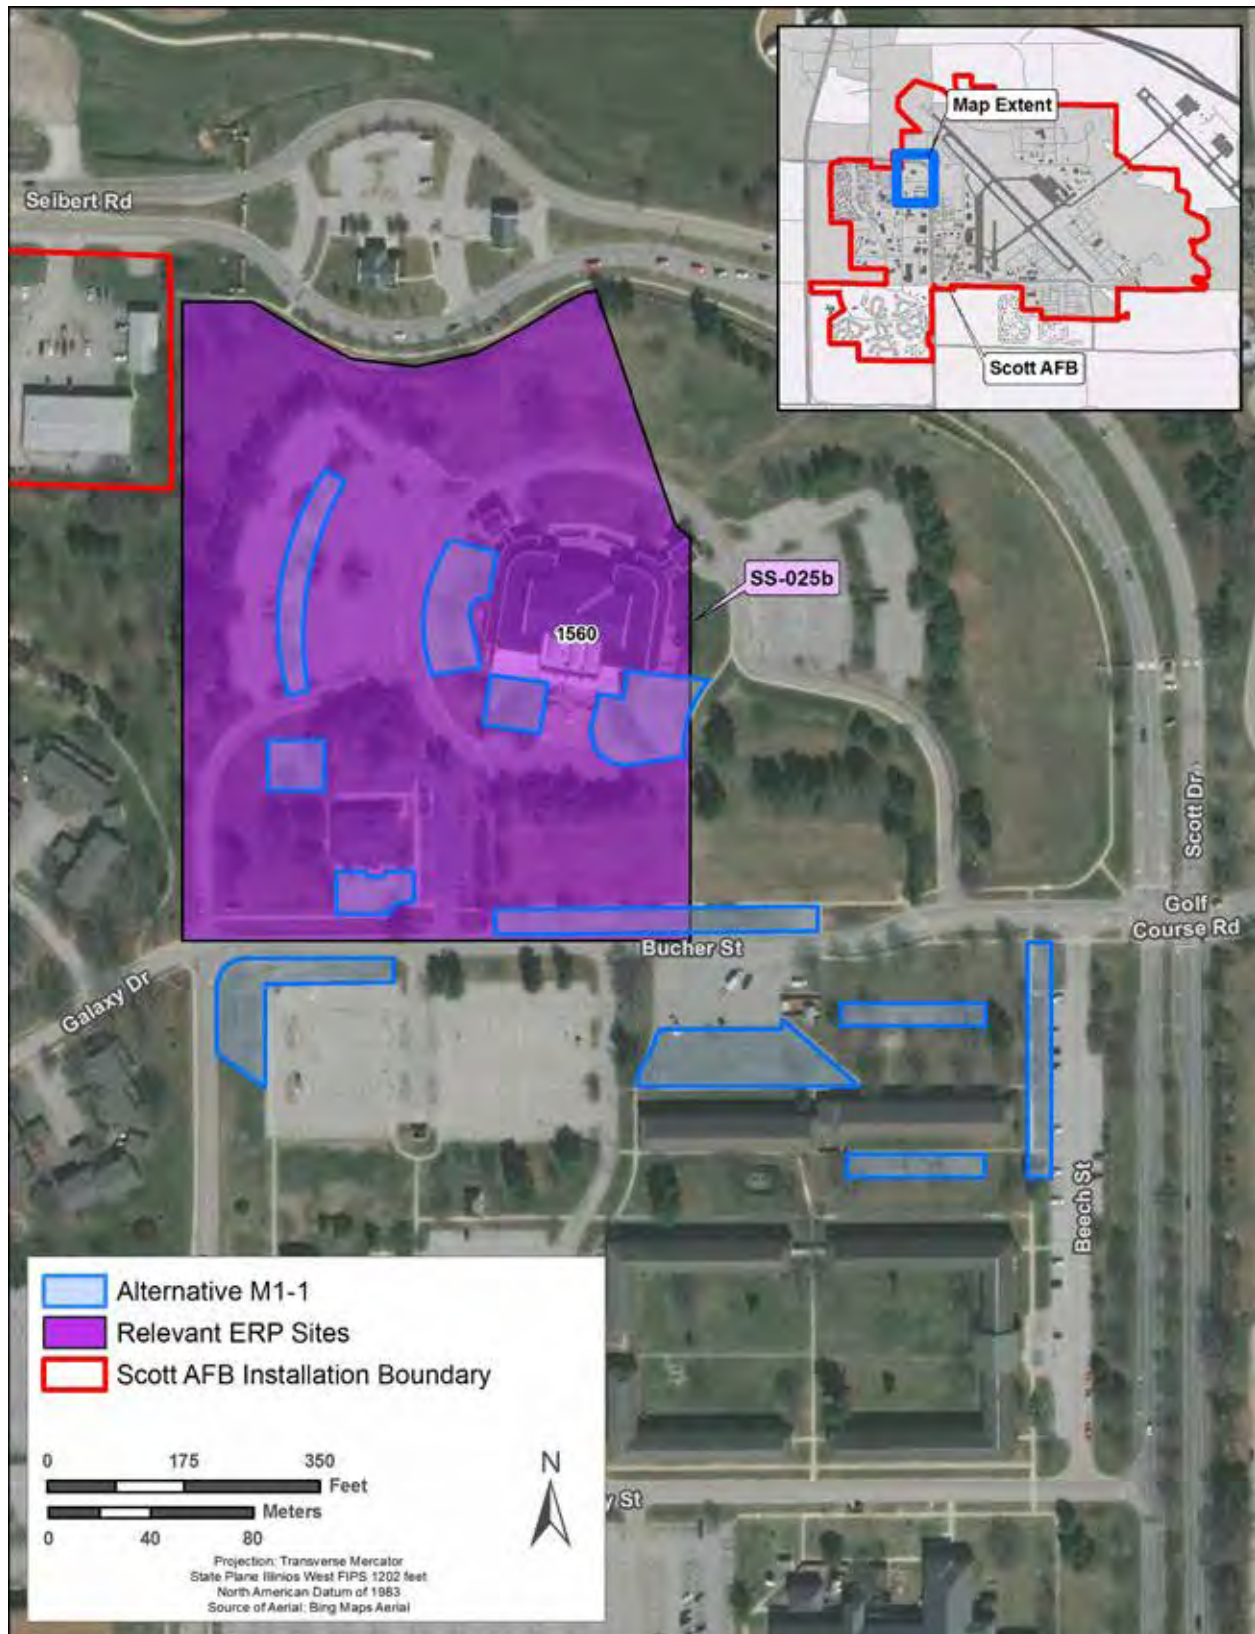 Map Extent
Scott AFB
Seibert Rd
SS-025b
1560
Scott Dr
Golf
Course Rd
Bucher St
Galaxy Dr
Beech St
y St
Alternative M1-1
Relevant ERP Sites
Scott AFB Installation Boundary
0 175 350
Feet
Meters
0 40 80
N
Projection: Transverse Mercator
State Plane Illinios West FIPS 1202 feet
North American Datum of 1983
Source of Aerial: Bing Maps Aerial